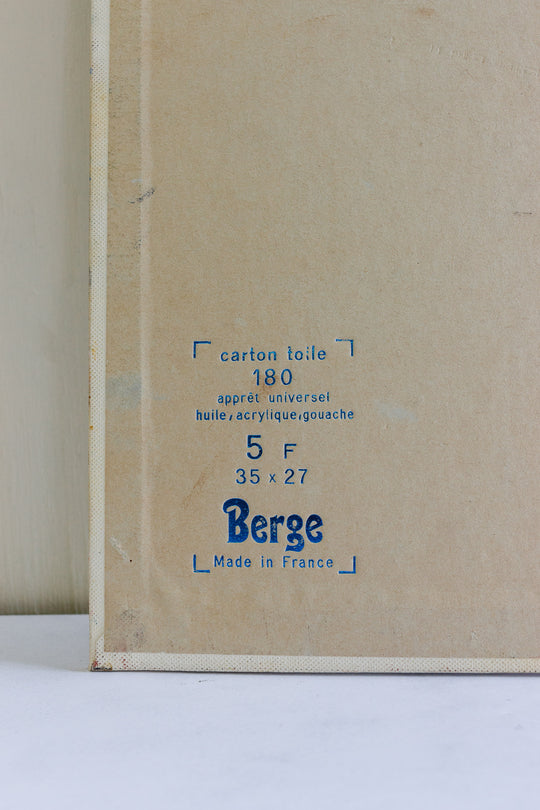 carton toile
180
apprêt universel
huile, acrylique, gouache
5 F
35 x 27
Berge
Made in France